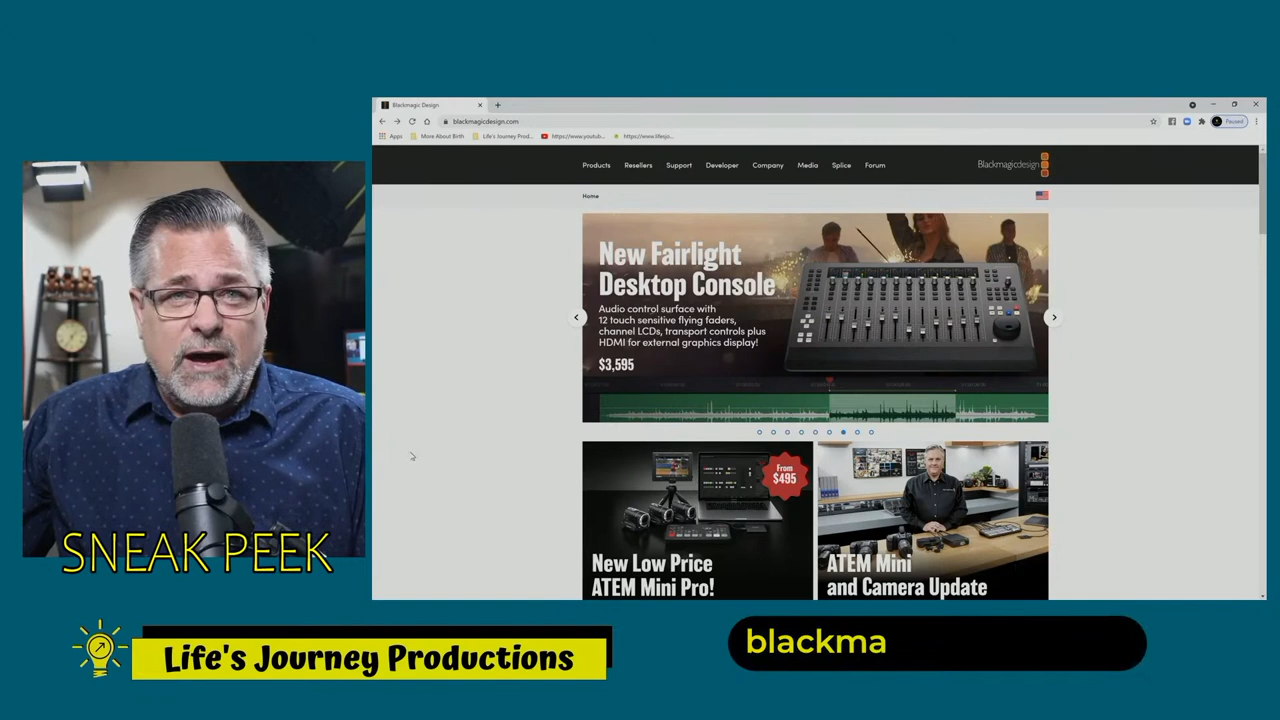 Blackmagic Design
blackmagicdesign.com
Paused
Apps
More About Birth
Life's Journey Prod...
https://www.youtub...
https://www.lifesjo...
Products
Resellers
Support
Developer
Company
Media
Splice
Forum
Blackmagicdesign
Home
New Fairlight
Desktop Console
Audio control surface with
12 touch sensitive flying faders,
channel LCDs, transport controls plus
HDMI for external graphics display!
$3,595
From
$495
New Low Price
ATEM Mini Pro!
ATEM Mini
and Camera Update
SNEAK PEEK
Life's Journey Productions
blackma